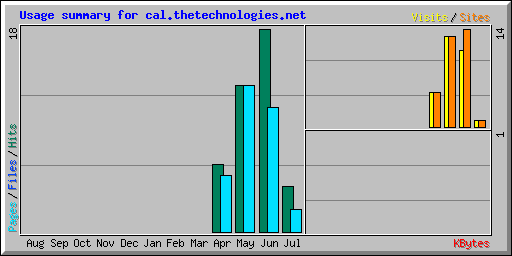 Usage summary for cal.thetechnologies.net
Visits/Sites
18
14
1
Pages/Files/Hits
Aug Sep Oct Nov Dec Jan Feb Mar Apr May Jun Jul
KBytes